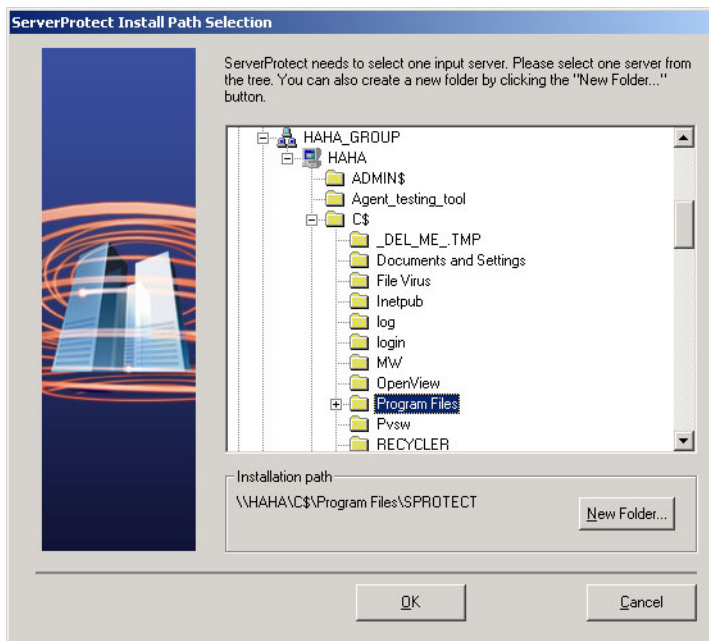 ServerProtect Install Path Selection
ServerProtect needs to select one input server. Please select one server from
the tree. You can also create a new folder by clicking the "New Folder..."
button.
HAHA_GROUP
HAHA
ADMIN$
Agent_testing_tool
C$
_DEL_ME_.TMP
Documents and Settings
File Virus
Inetpub
log
login
MW
OpenView
Program Files
Pvsw
RECYCLER
Installation path
\\HAHA\C$\Program Files\SPROTECT
New Folder...
OK
Cancel